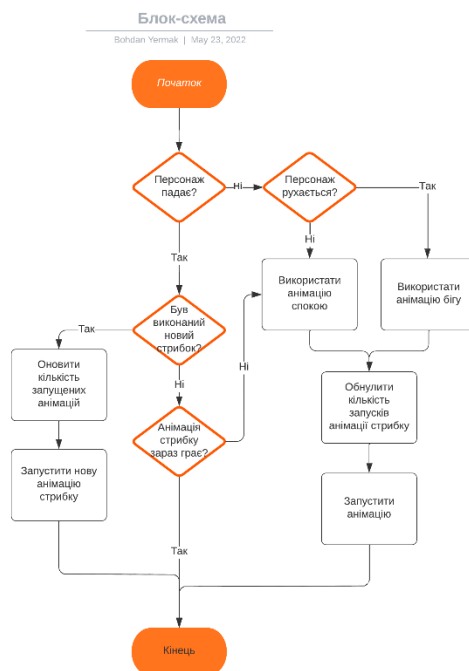 Блок-схема
Bohdan Yermak | May 23, 2022
Початок
Персонаж
падає?
ні
Персонаж
рухається?
Так
Так
Ні
Використати
анімацію
спокою
Використати
анімацію бігу
Був
виконаний
новий
стрибок?
Так
Ні
Ні
Оновити
кількість
запущених
анімацій
Обнулити
кількість
запусків
анімації стрибку
Анімація
стрибку
зараз грає?
Запустити нову
анімацію
стрибку
Запустити
анімацію
Так
Кінець